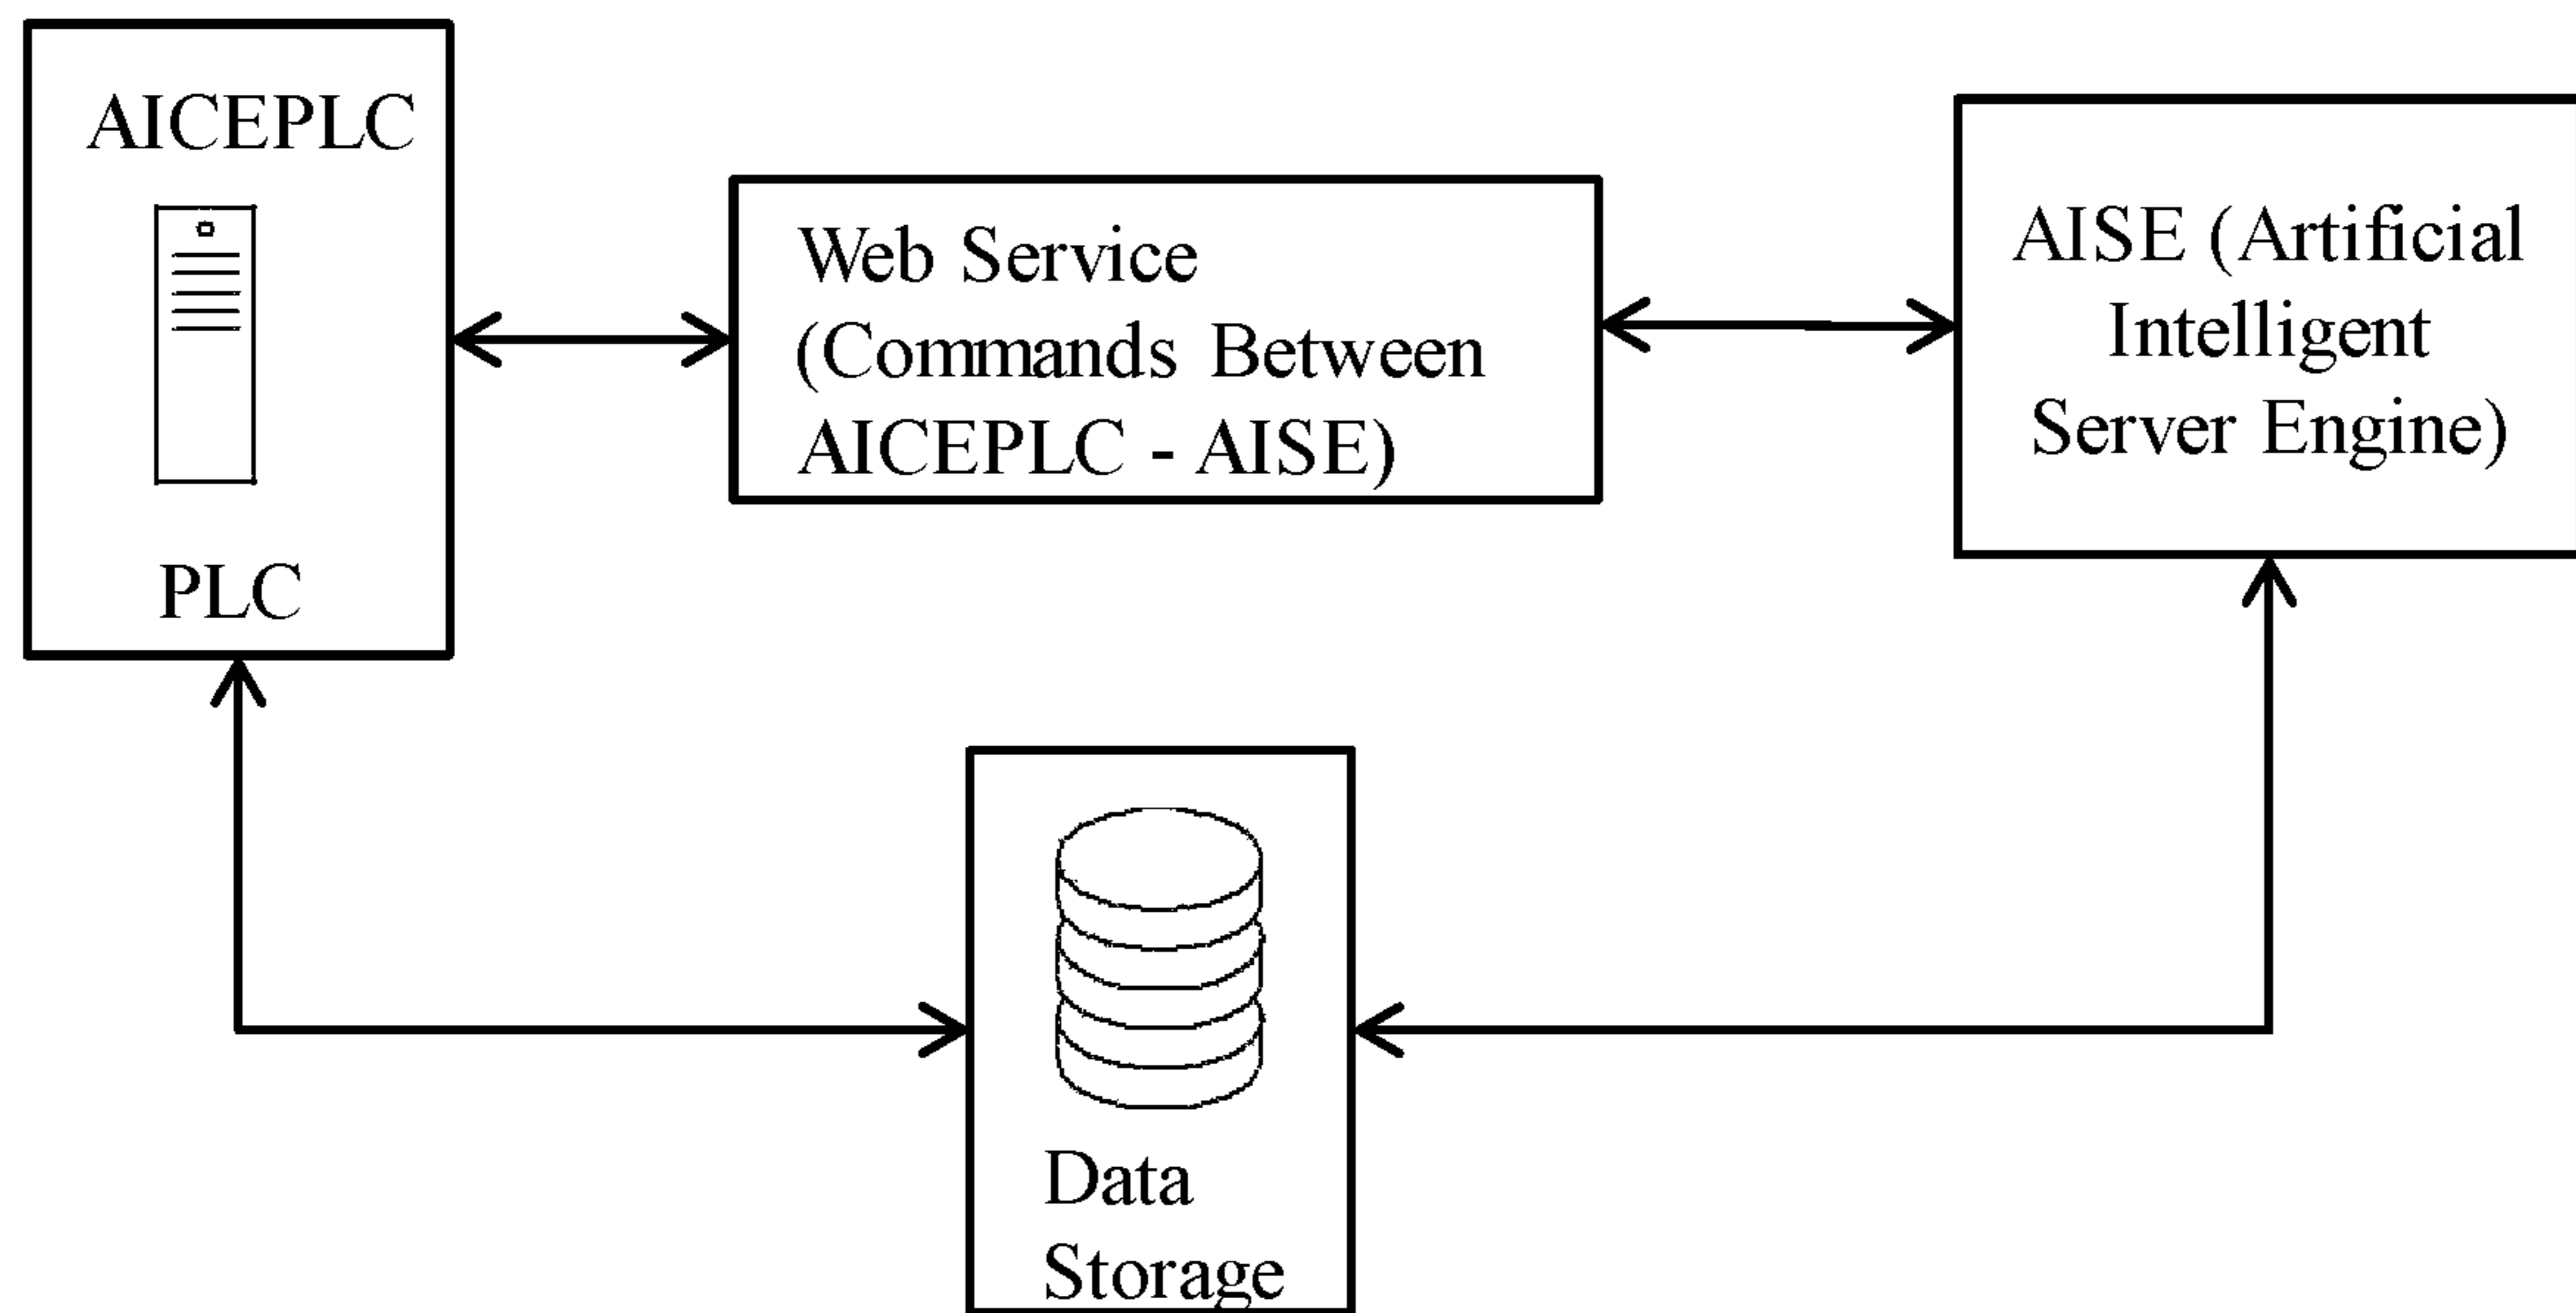 AICEPLC
PLC
Web Service
(Commands Between
AICEPLC - AISE)
AISE (Artificial
Intelligent
Server Engine)
Data
Storage